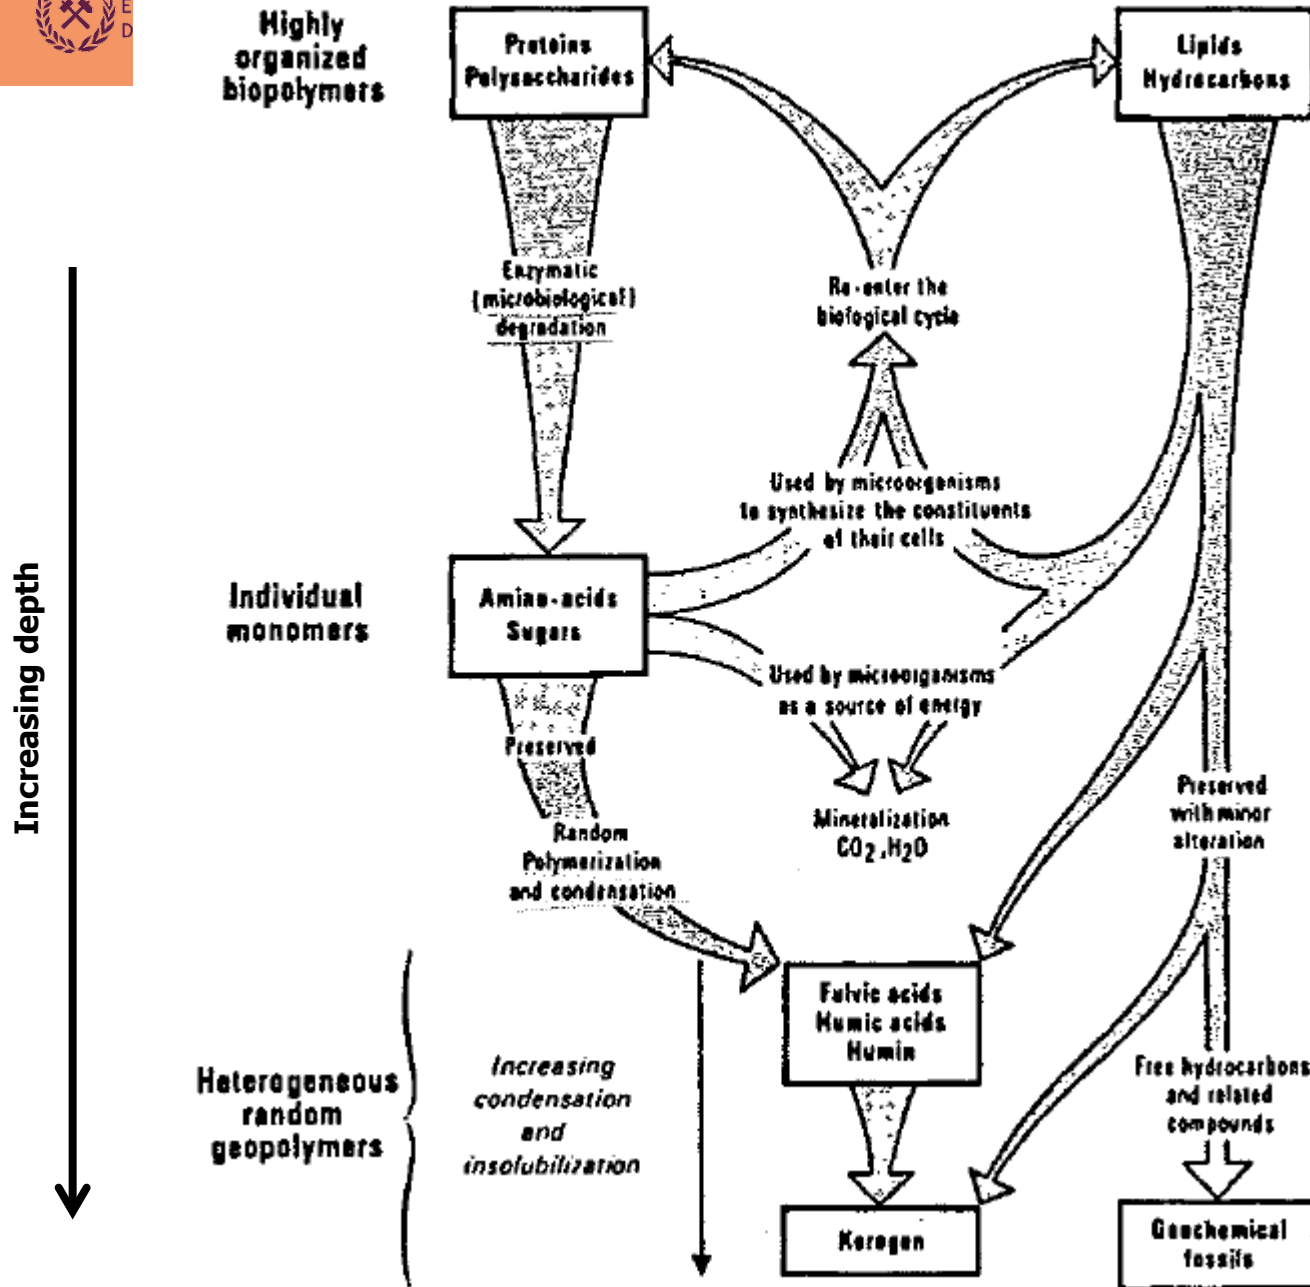 E
D
Highly
organized
biopolymers
Proteins
Polysaccharides
Lipids
Hydrocarbons
Enzymatic
(microbiological)
degradation
Re-enter the
biological cycle
Used by microorganisms
to synthesize the constituents
of their cells
Increasing depth
Individual
monomers
Amino-acids
Sugars
Used by microorganisms
as a source of energy
Preserved
Mineralization
CO₂,H₂O
Preserved
with minor
alteration
Random
Polymerization
and condensation
Fulvic acids
Humic acids
Humin
Heterogeneous
random
geopolymers
Increasing
condensation
and
insolubilization
Free hydrocarbons
and related
compounds
Kerogen
Geochemical
fossils